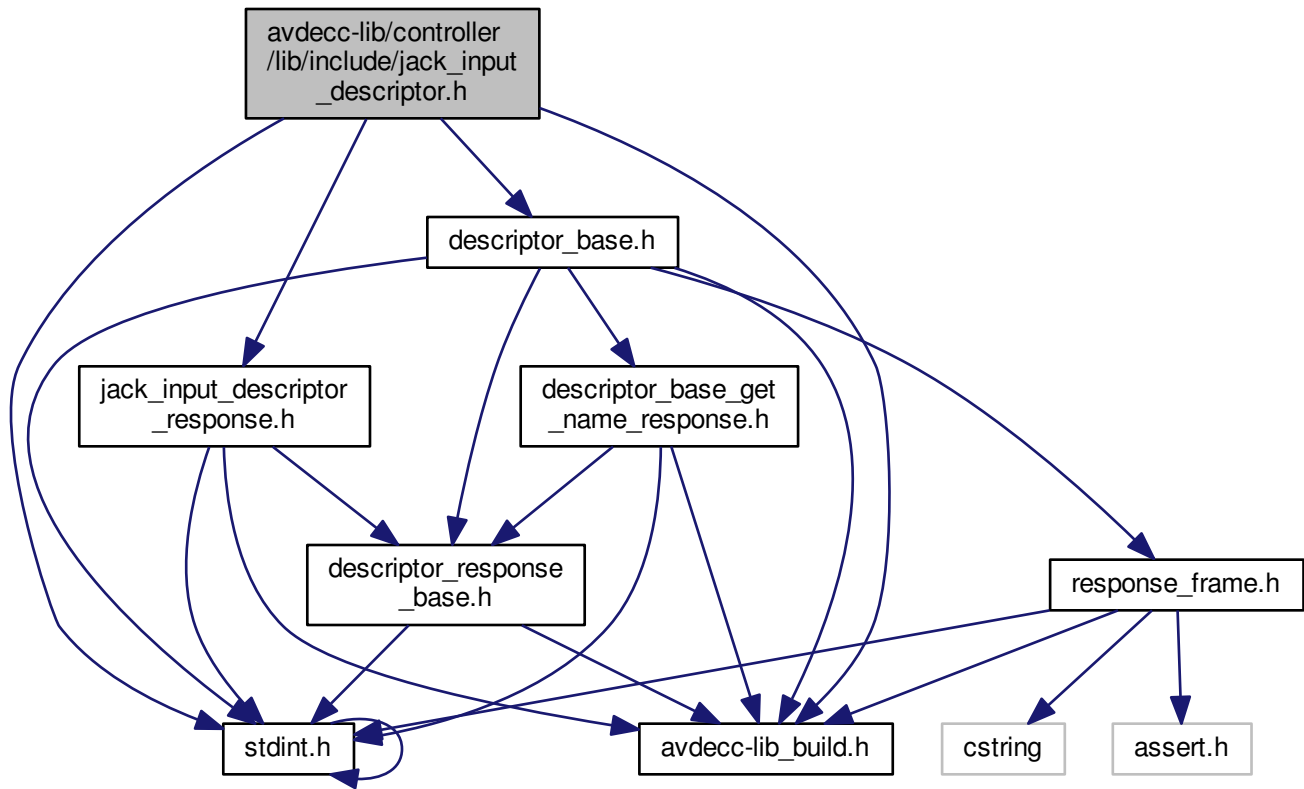 avdecc-lib/controller
/lib/include/jack_input
_descriptor.h
descriptor_base.h
jack_input_descriptor
_response.h
descriptor_base_get
_name_response.h
descriptor_response
_base.h
response_frame.h
stdint.h
avdecc-lib_build.h
cstring
assert.h